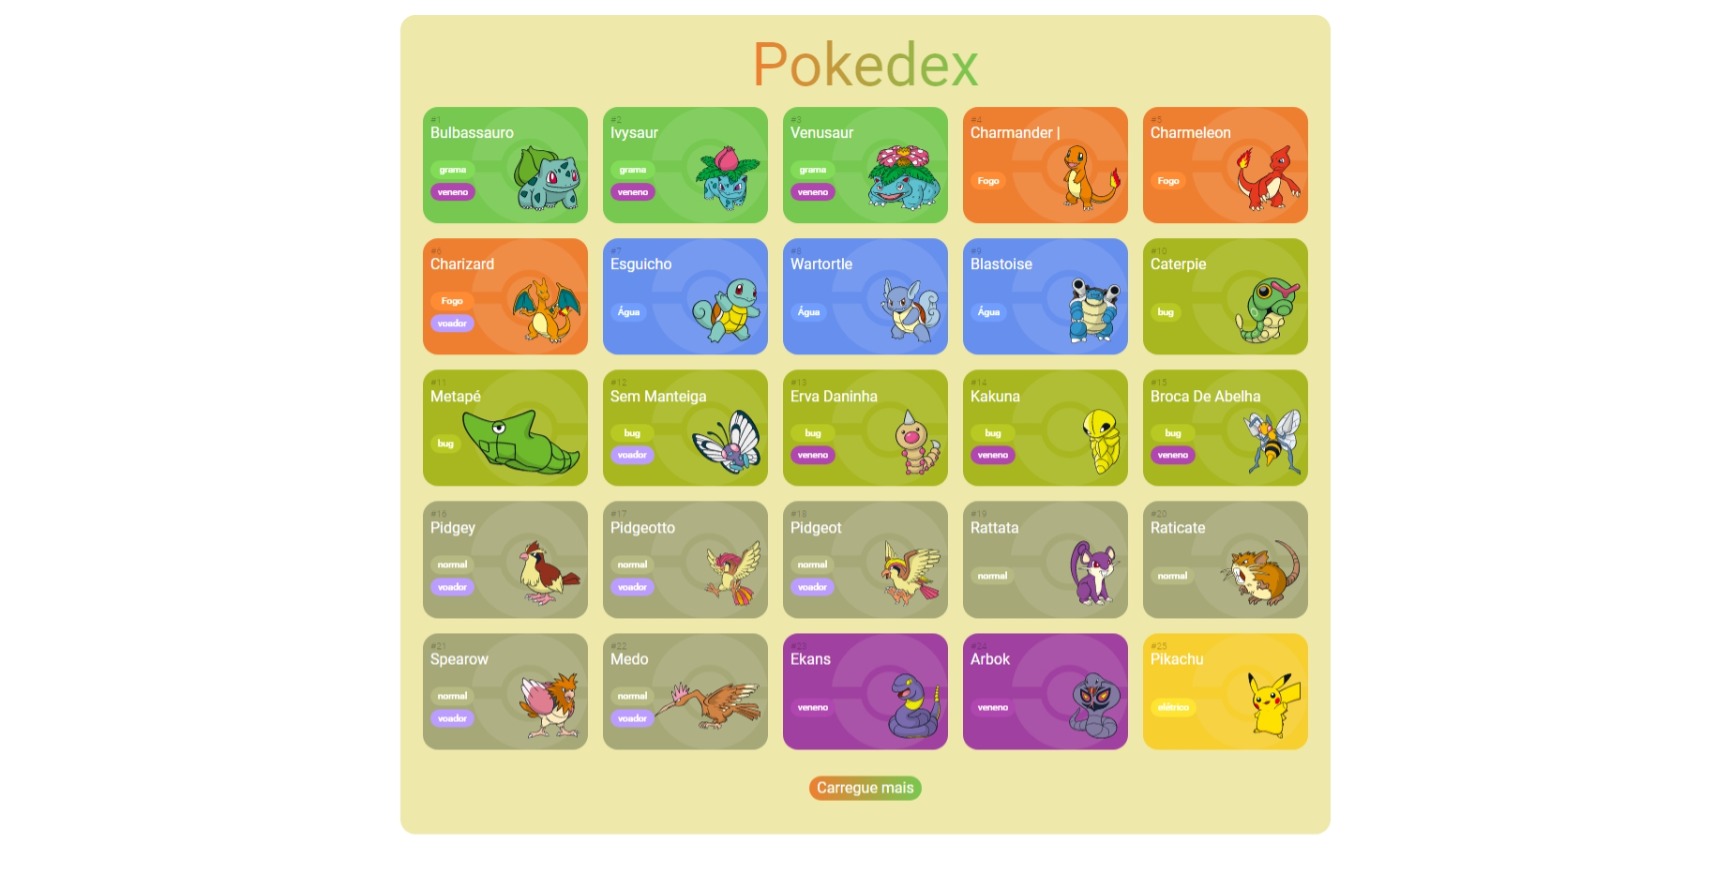 Pokedex
#1
Bulbassauro
grama
veneno
#2
Ivysaur
grama
veneno
#3
Venusaur
grama
veneno
#4
Charmander |
Fogo
#5
Charmeleon
Fogo
#6
Charizard
Fogo
voador
#7
Esguicho
Água
#8
Wartortle
Água
#9
Blastoise
Água
#10
Caterpie
bug
#11
Metapé
bug
#12
Sem Manteiga
bug
voador
#13
Erva Daninha
bug
veneno
#14
Kakuna
bug
veneno
#15
Broca De Abelha
bug
veneno
#16
Pidgey
normal
voador
#17
Pidgeotto
normal
voador
#18
Pidgeot
normal
voador
#19
Rattata
normal
#20
Raticate
normal
#21
Spearow
normal
voador
#22
Medo
normal
voador
#23
Ekans
veneno
#24
Arbok
veneno
#25
Pikachu
elétrico
Carregue mais